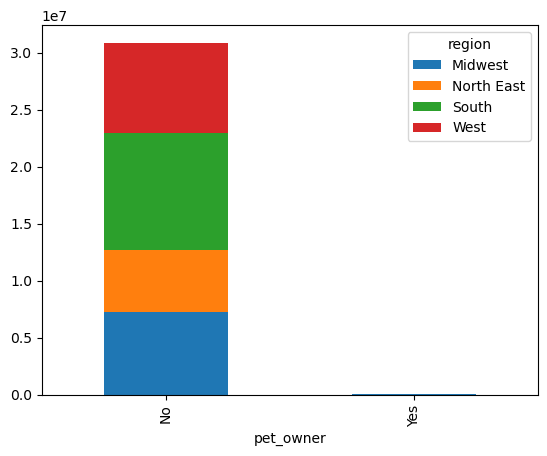 1e7
3.0
2.5
2.0
1.5
1.0
0.5
0.0
region
Midwest
North East
South
West
No
Yes
pet_owner